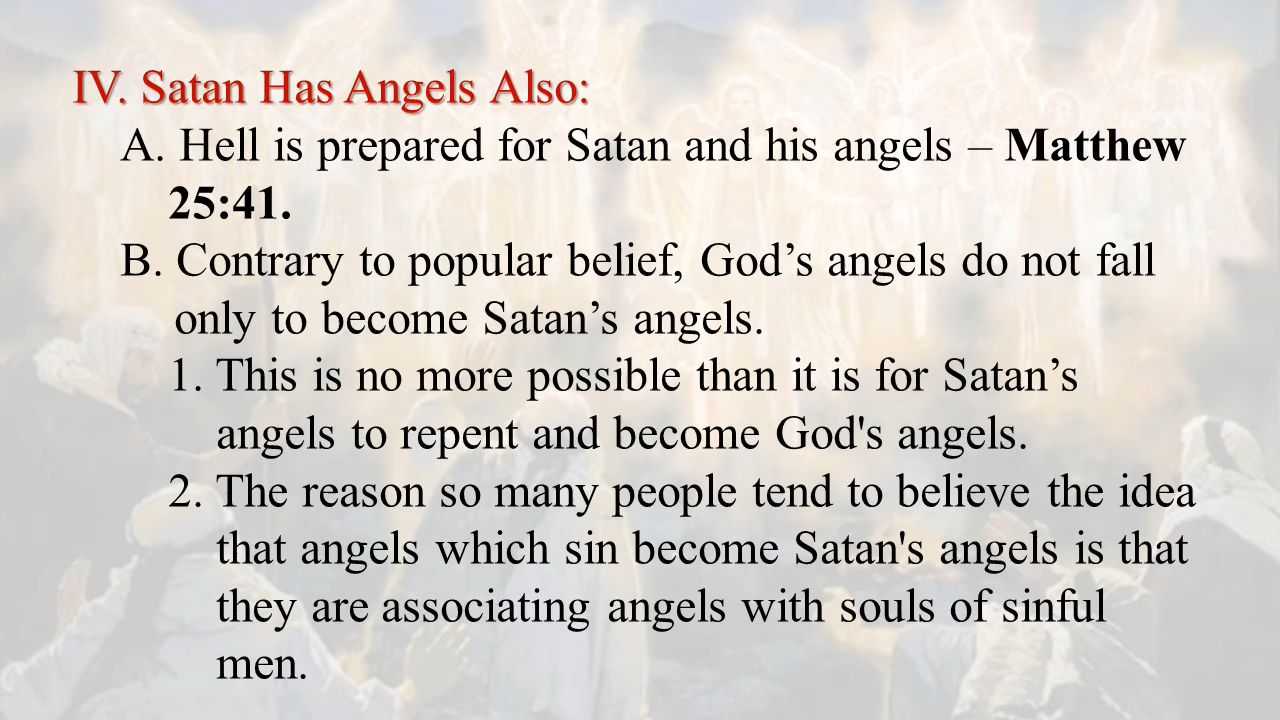 IV. Satan Has Angels Also:
A. Hell is prepared for Satan and his angels – Matthew
25:41.
B. Contrary to popular belief, God’s angels do not fall
only to become Satan’s angels.
1. This is no more possible than it is for Satan’s
angels to repent and become God's angels.
2. The reason so many people tend to believe the idea
that angels which sin become Satan's angels is that
they are associating angels with souls of sinful
men.